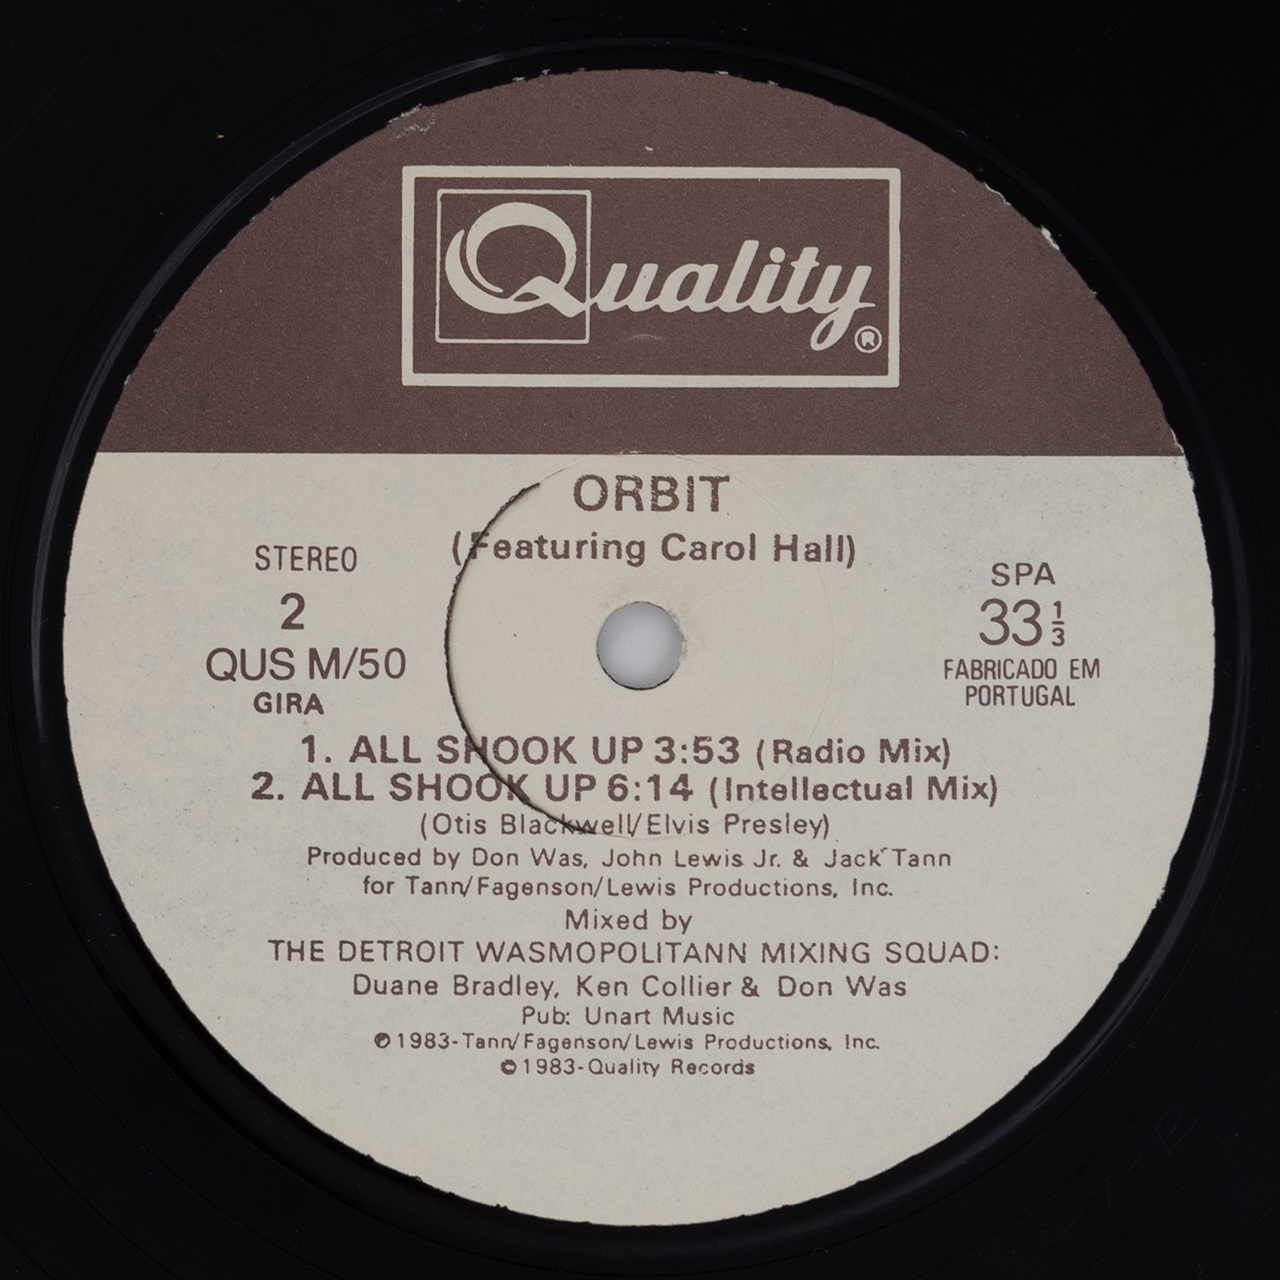 Quality®
ORBIT
(Featuring Carol Hall)
STEREO
2
QUS M/50
GIRA
SPA
33 1/3
FABRICADO EM
PORTUGAL
1. ALL SHOOK UP 3:53 (Radio Mix)
2. ALL SHOOK UP 6:14 (Intellectual Mix)
(Otis Blackwell/Elvis Presley)
Produced by Don Was, John Lewis Jr. & Jack Tann
for Tann/Fagenson/Lewis Productions, Inc.
Mixed by
THE DETROIT WASMOPOLITANN MIXING SQUAD:
Duane Bradley, Ken Collier & Don Was
Pub: Unart Music
℗1983-Tann/Fagenson/Lewis Productions, Inc.
©1983-Quality Records